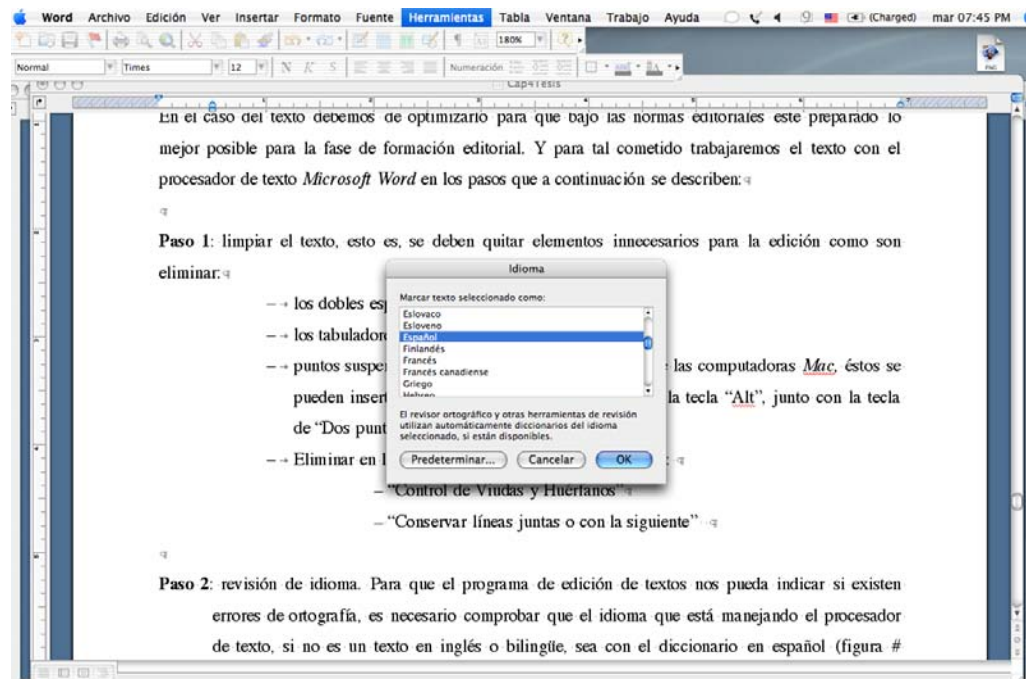 Word Archivo Edición Ver Insertar Formato Fuente Herramientas Tabla Ventana Trabajo Ayuda (Charged) mar 07:45 PM
180%
Normal Times 12 N K S Numeración
Cap4Tesis
En el caso del texto debemos de optimizarlo para que bajo las normas editoriales esté preparado lo
mejor posible para la fase de formación editorial. Y para tal cometido trabajaremos el texto con el
procesador de texto Microsoft Word en los pasos que a continuación se describen:
Paso 1: limpiar el texto, esto es, se deben quitar elementos innecesarios para la edición como son
eliminar:
– los dobles esp
– los tabulador
– puntos suspe las computadoras Mac, éstos se
pueden insert la tecla “Alt”, junto con la tecla
de “Dos punt
– Eliminar en l
– “Control de Viudas y Huérfanos”
– “Conservar líneas juntas o con la siguiente”
Paso 2: revisión de idioma. Para que el programa de edición de textos nos pueda indicar si existen
errores de ortografía, es necesario comprobar que el idioma que está manejando el procesador
de texto, si no es un texto en inglés o bilingüe, sea con el diccionario en español (figura #
Idioma
Marcar texto seleccionado como:
Eslovaco
Esloveno
Español
Finlandés
Francés
Francés canadiense
Griego
Hebreo
El revisor ortográfico y otras herramientas de revisión
utilizan automáticamente diccionarios del idioma
seleccionado, si están disponibles.
Predeterminar... Cancelar OK